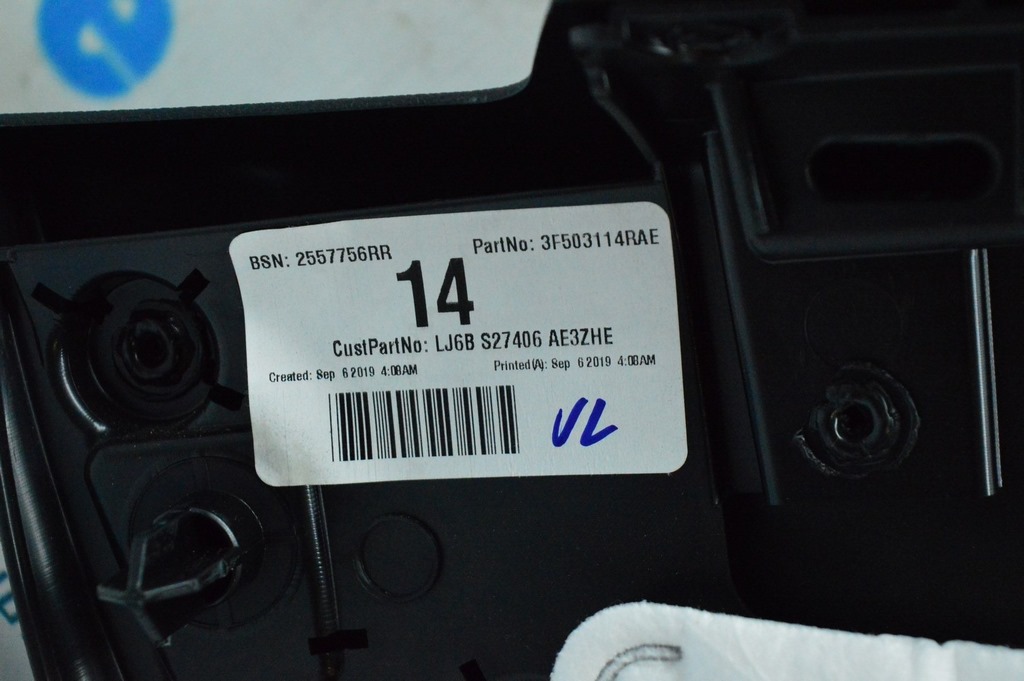 BSN: 2557756RR
PartNo: 3F503114RAE
14
CustPartNo: LJ6B S27406 AE3ZHE
Created: Sep 6 2019 4:08AM
Printed(A): Sep 6 2019 4:08AM
VL